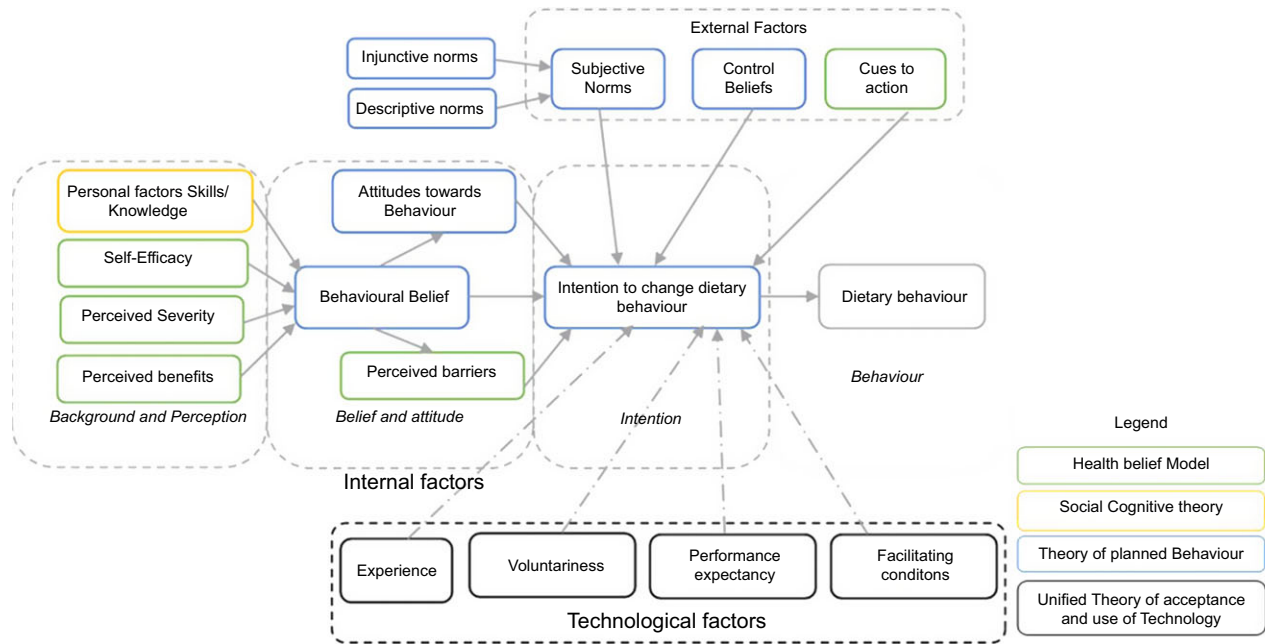 External Factors
Injunctive norms
Descriptive norms
Subjective
Norms
Control
Beliefs
Cues to
action
Personal factors Skills/
Knowledge
Self-Efficacy
Perceived Severity
Perceived benefits
Background and Perception
Attitudes towards
Behaviour
Behavioural Belief
Perceived barriers
Belief and attitude
Intention to change dietary
behaviour
Intention
Dietary behaviour
Behaviour
Internal factors
Experience
Voluntariness
Performance
expectancy
Facilitating
conditons
Technological factors
Legend
Health belief Model
Social Cognitive theory
Theory of planned Behaviour
Unified Theory of acceptance
and use of Technology